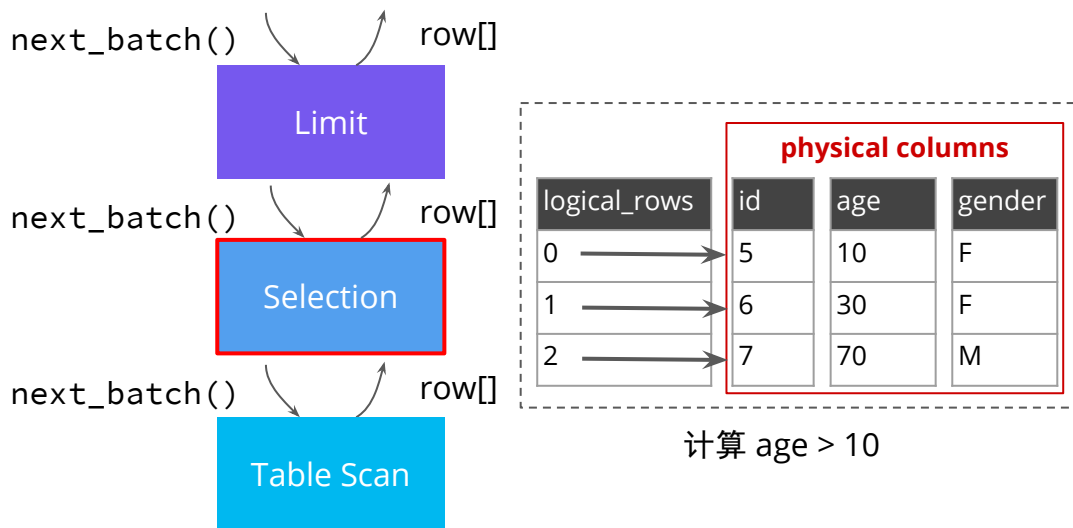 next_batch()
row[]
Limit
next_batch()
row[]
Selection
next_batch()
row[]
Table Scan
physical columns
logical_rows id age gender
0 5 10 F
1 6 30 F
2 7 70 M
计算 age > 10